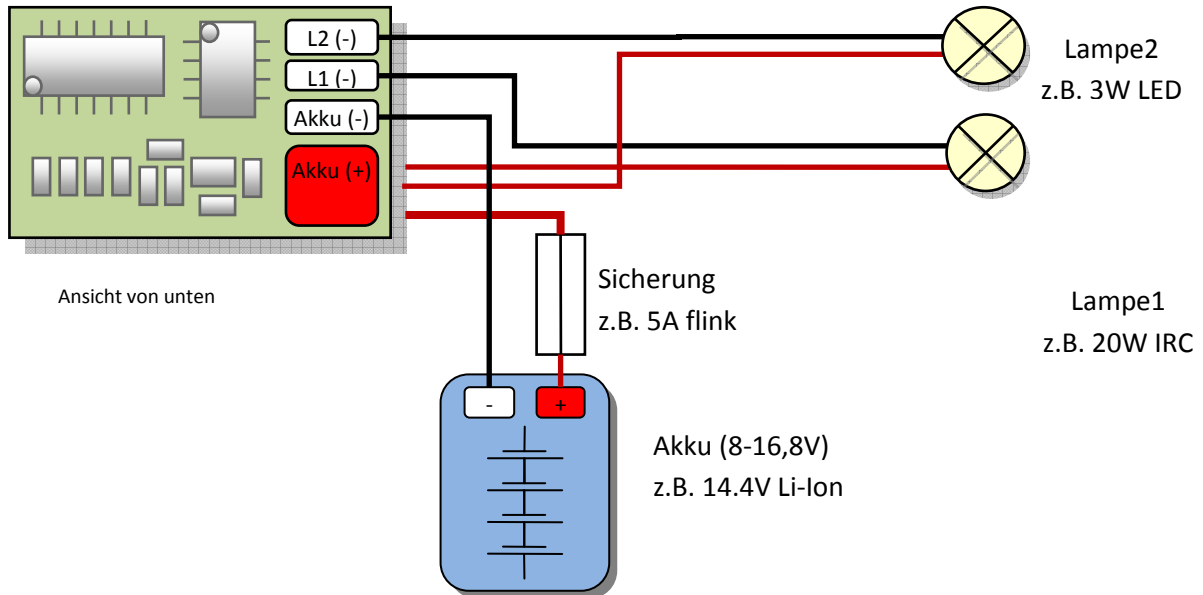 L2 (-)
L1 (-)
Akku (-)
Akku (+)
Lampe2
z.B. 3W LED
Ansicht von unten
Sicherung
z.B. 5A flink
Lampe1
z.B. 20W IRC
-
+
Akku (8-16,8V)
z.B. 14.4V Li-Ion